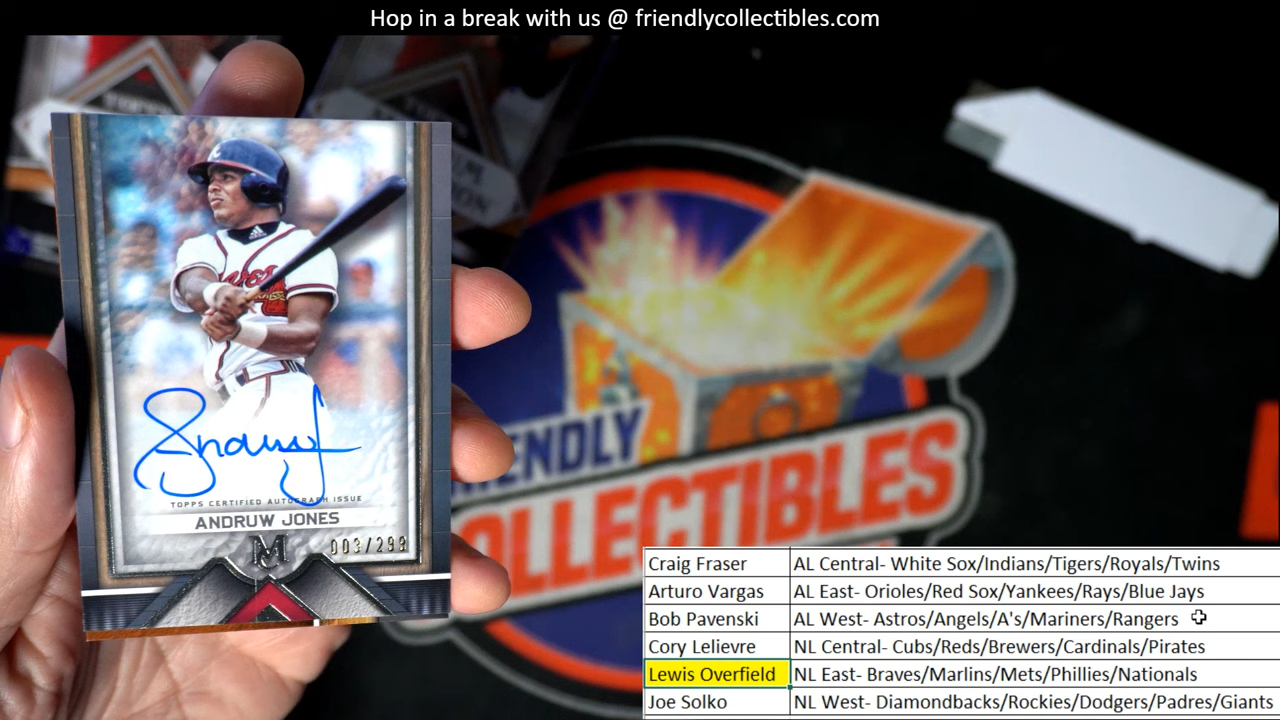 Hop in a break with us @ friendlycollectibles.com
Braves
Andruw J
TOPPS CERTIFIED AUTOGRAPH ISSUE
ANDRUW JONES
M
003/299
ENDLY
OLLECTIBLES
Craig Fraser AL Central- White Sox/Indians/Tigers/Royals/Twins
Arturo Vargas AL East- Orioles/Red Sox/Yankees/Rays/Blue Jays
Bob Pavenski AL West- Astros/Angels/A's/Mariners/Rangers
Cory Lelievre NL Central- Cubs/Reds/Brewers/Cardinals/Pirates
Lewis Overfield NL East- Braves/Marlins/Mets/Phillies/Nationals
Joe Solko NL West- Diamondbacks/Rockies/Dodgers/Padres/Giants